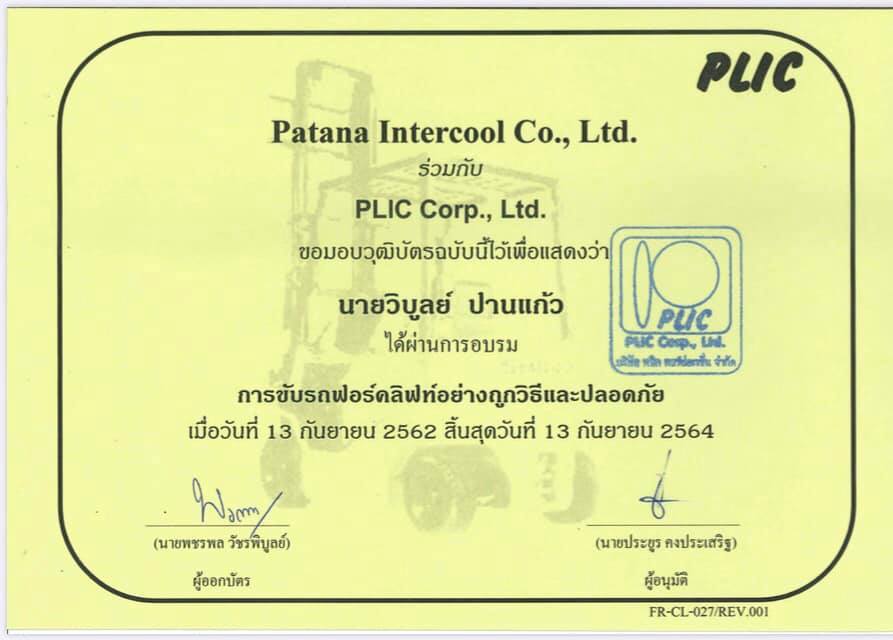 PLIC
Patana Intercool Co., Ltd.
ร่วมกับ
PLIC Corp., Ltd.
ขอมอบวุฒิบัตรฉบับนี้ไว้เพื่อแสดงว่า
นายวิบูลย์ ปานแก้ว
ได้ผ่านการอบรม
PLIC
PLIC Corp., Ltd.
บริษัท พลิค คอร์ปอเรชั่น จำกัด
การขับรถฟอร์คลิฟท์อย่างถูกวิธีและปลอดภัย
เมื่อวันที่ 13 กันยายน 2562 สิ้นสุดวันที่ 13 กันยายน 2564
(นายพชรพล วัชรพิบูลย์)
(นายประยูร คงประเสริฐ)
ผู้ออกบัตร
ผู้อนุมัติ
FR-CL-027/REV.001